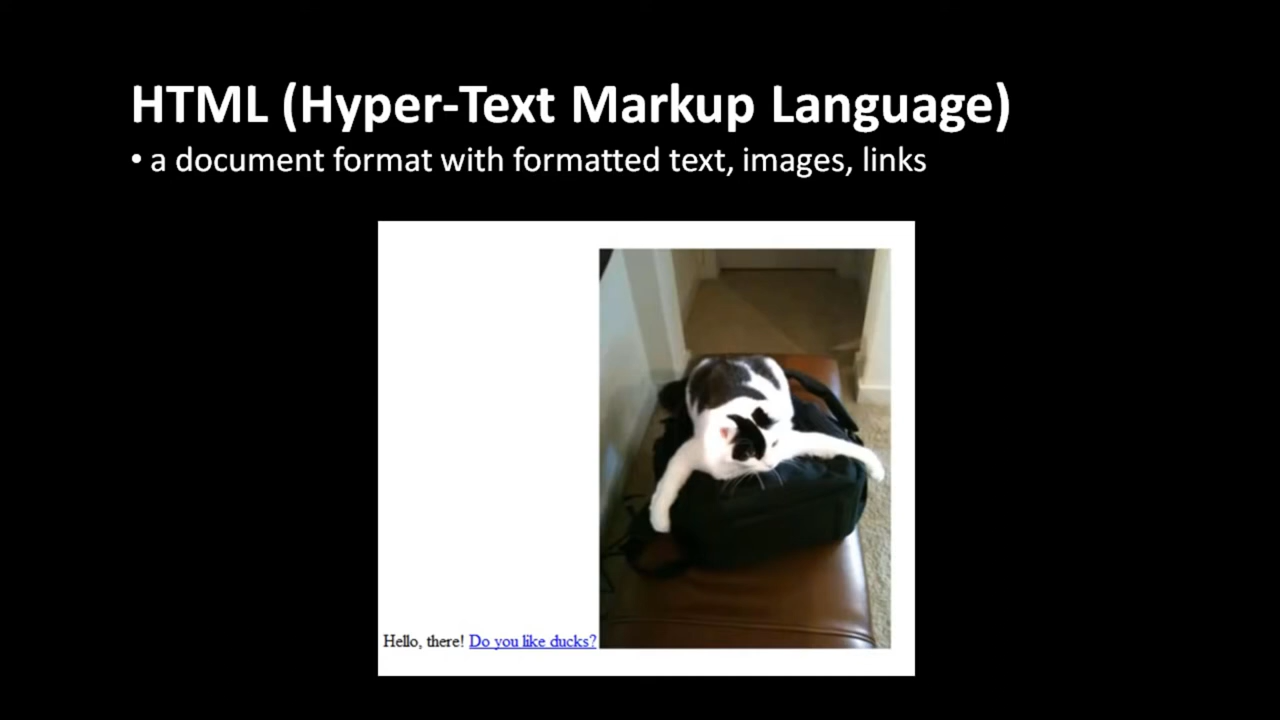 HTML (Hyper-Text Markup Language)
• a document format with formatted text, images, links
Hello, there! Do you like ducks?